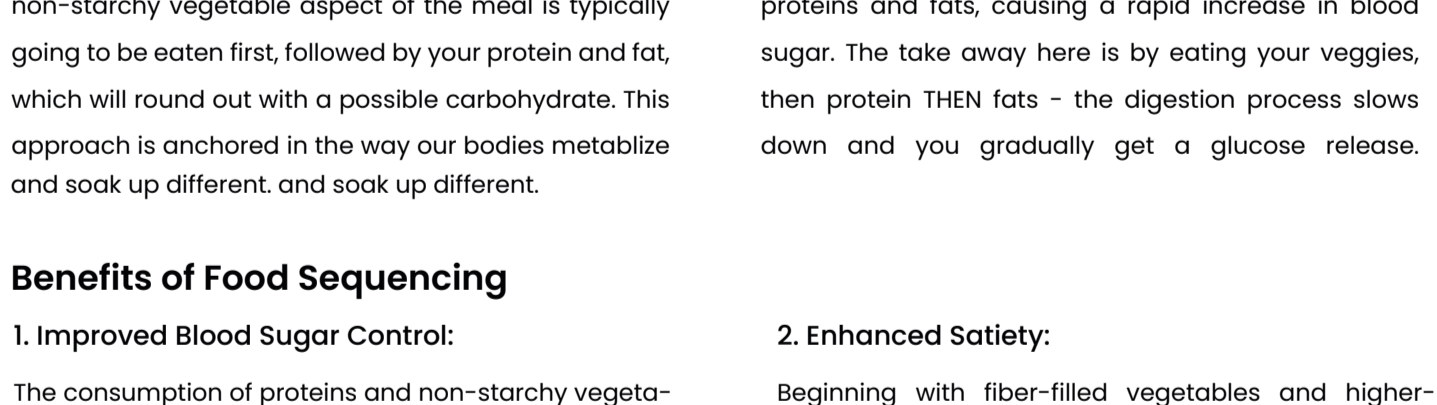 non-starchy vegetable aspect of the meal is typically
going to be eaten first, followed by your protein and fat,
which will round out with a possible carbohydrate. This
approach is anchored in the way our bodies metablize
and soak up different. and soak up different.
proteins and fats, causing a rapid increase in blood
sugar. The take away here is by eating your veggies,
then protein THEN fats - the digestion process slows
down and you gradually get a glucose release.
Benefits of Food Sequencing
1. Improved Blood Sugar Control:
The consumption of proteins and non-starchy vegeta-
2. Enhanced Satiety:
Beginning with fiber-filled vegetables and higher-